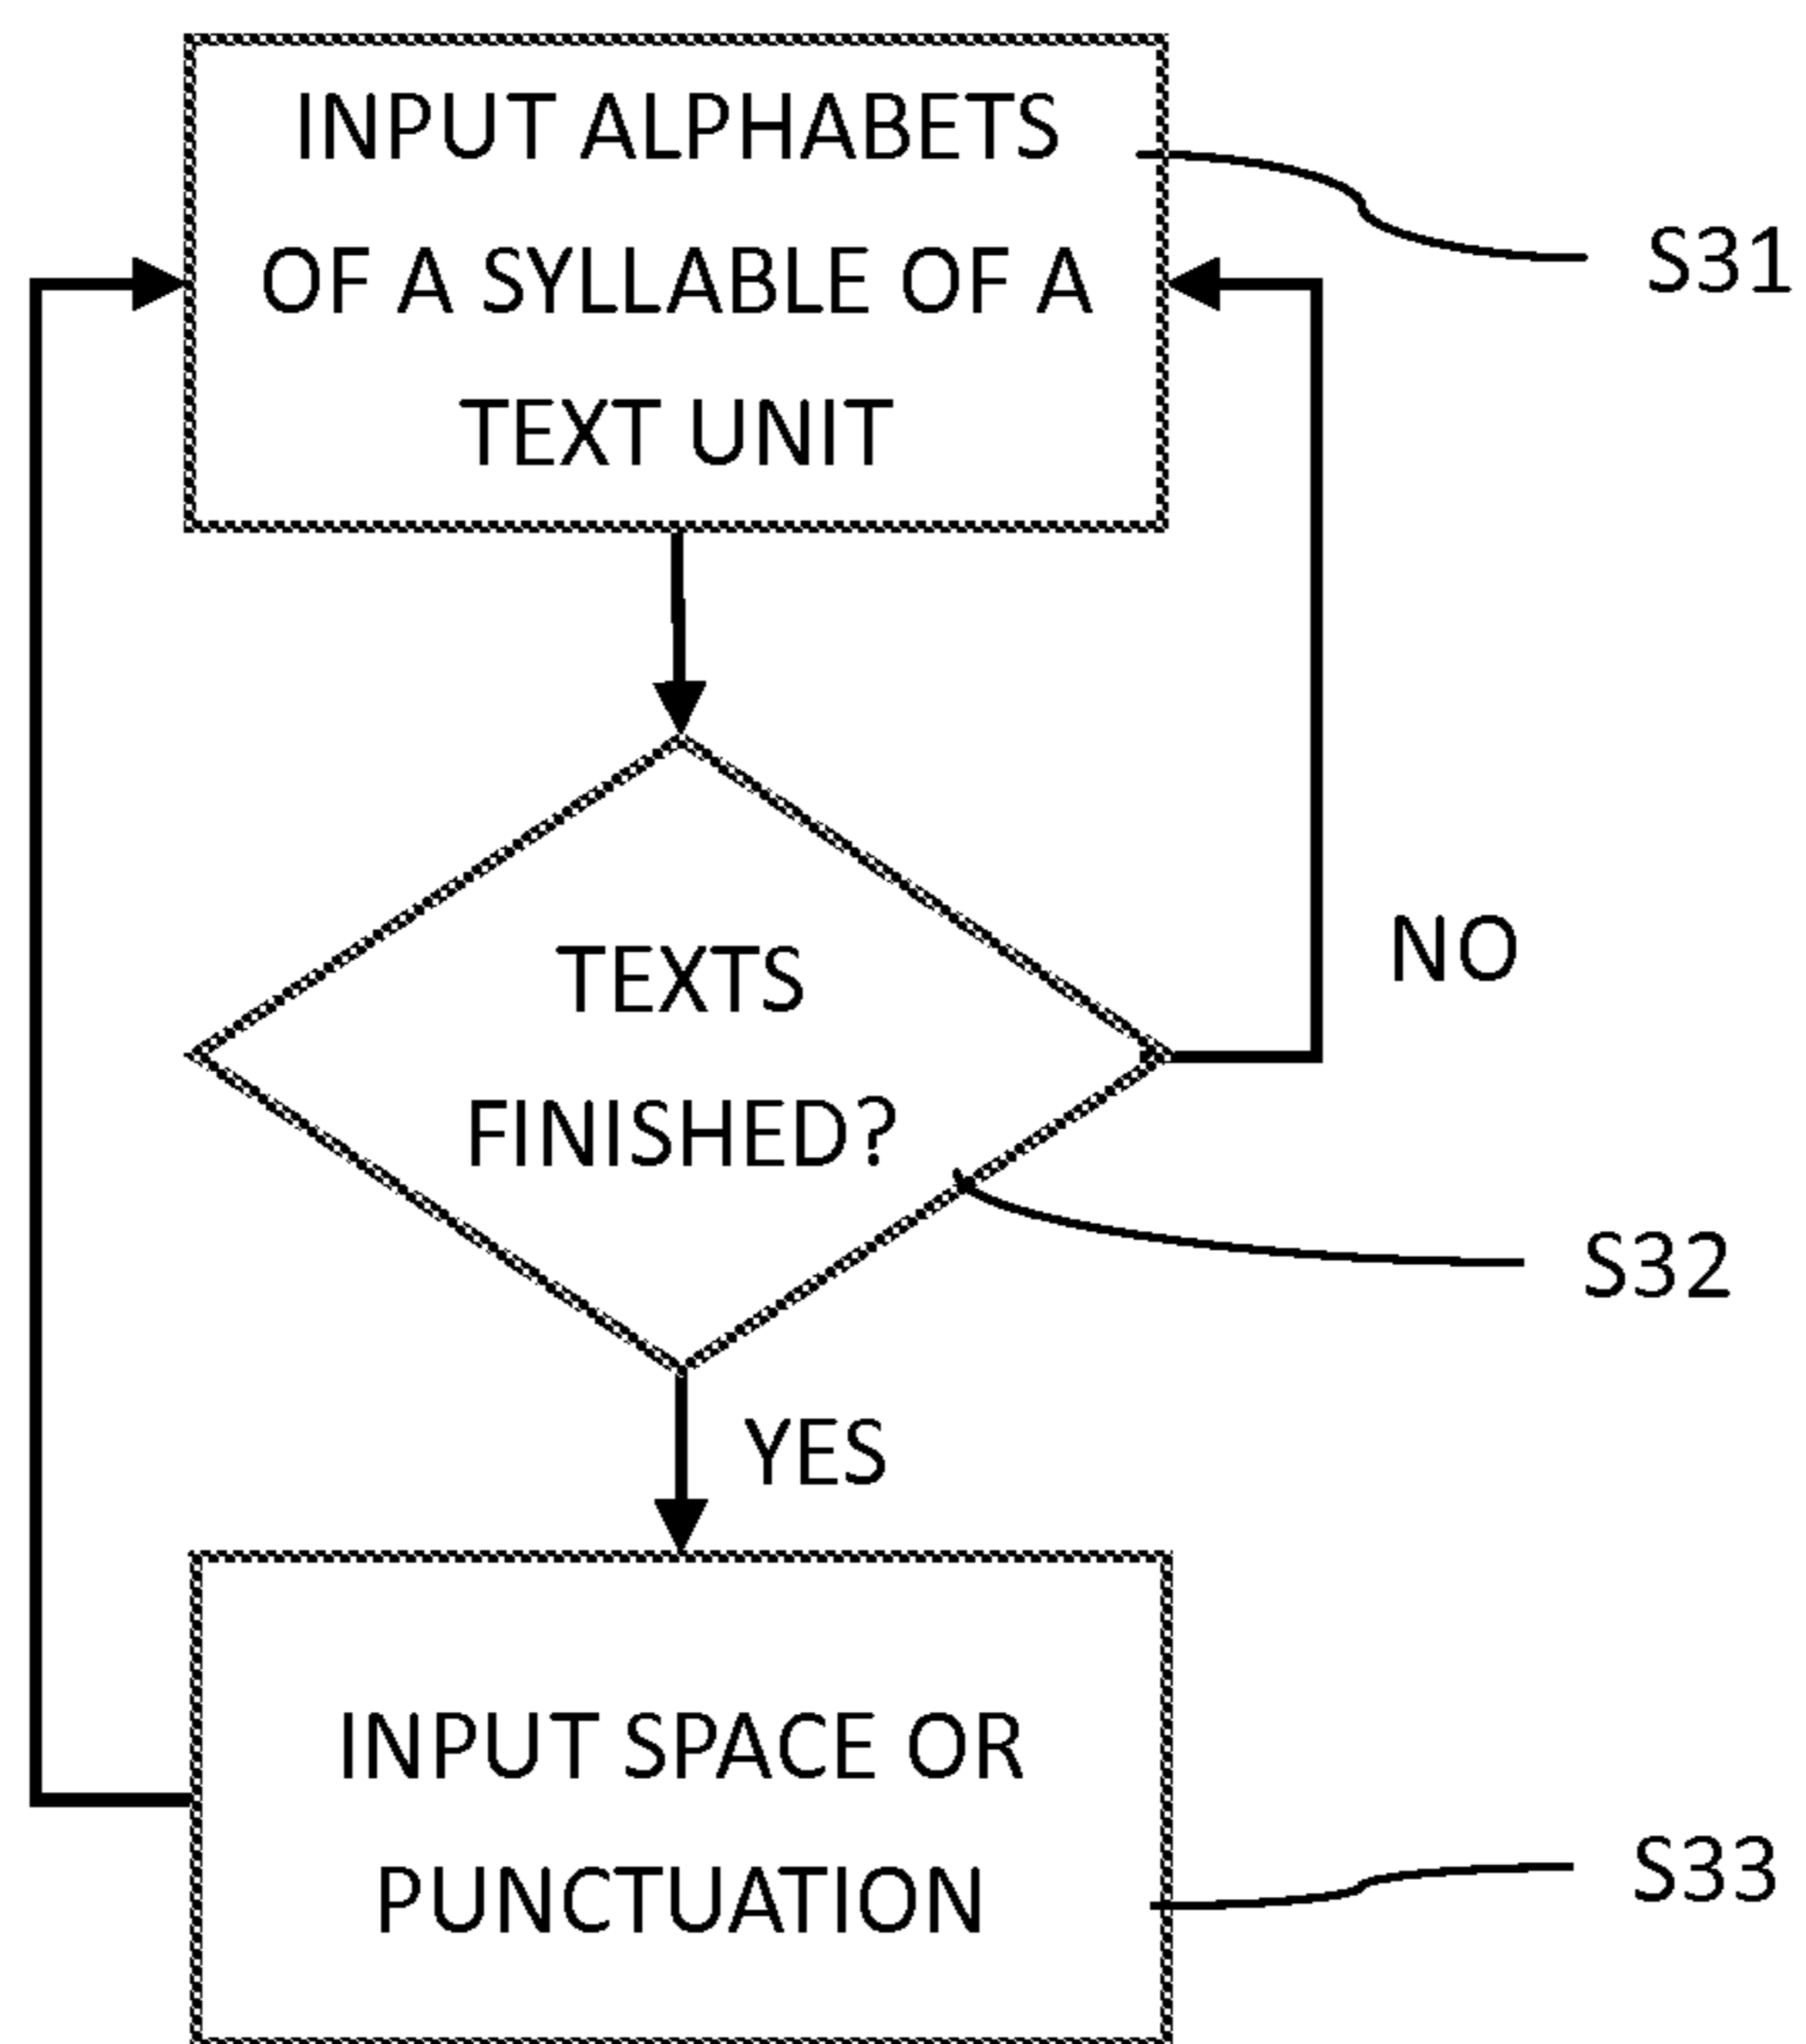 INPUT ALPHABETS
OF A SYLLABLE OF A
TEXT UNIT
S31
TEXTS
FINISHED?
NO
S32
YES
INPUT SPACE OR
PUNCTUATION
S33